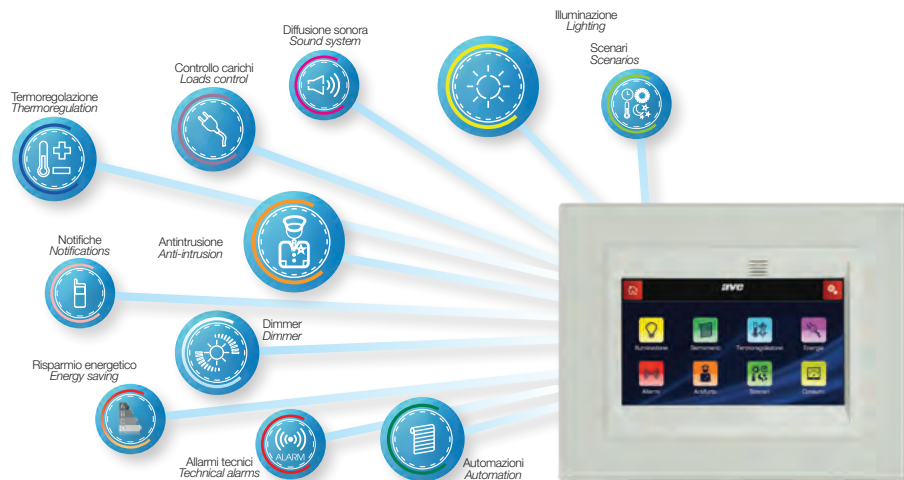 Diffusione sonora
Sound system
Illuminazione
Lighting
Scenari
Scenarios
Controllo carichi
Loads control
Termoregolazione
Thermoregulation
Antintrusione
Anti-intrusion
Notifiche
Notifications
Dimmer
Dimmer
Risparmio energetico
Energy saving
Allarmi tecnici
Technical alarms
ALARM
Automazioni
Automation
ave
Illuminazione
Serramenti
Termoregolazione
Energia
Allarmi
Antifurto
Scenari
Consumi